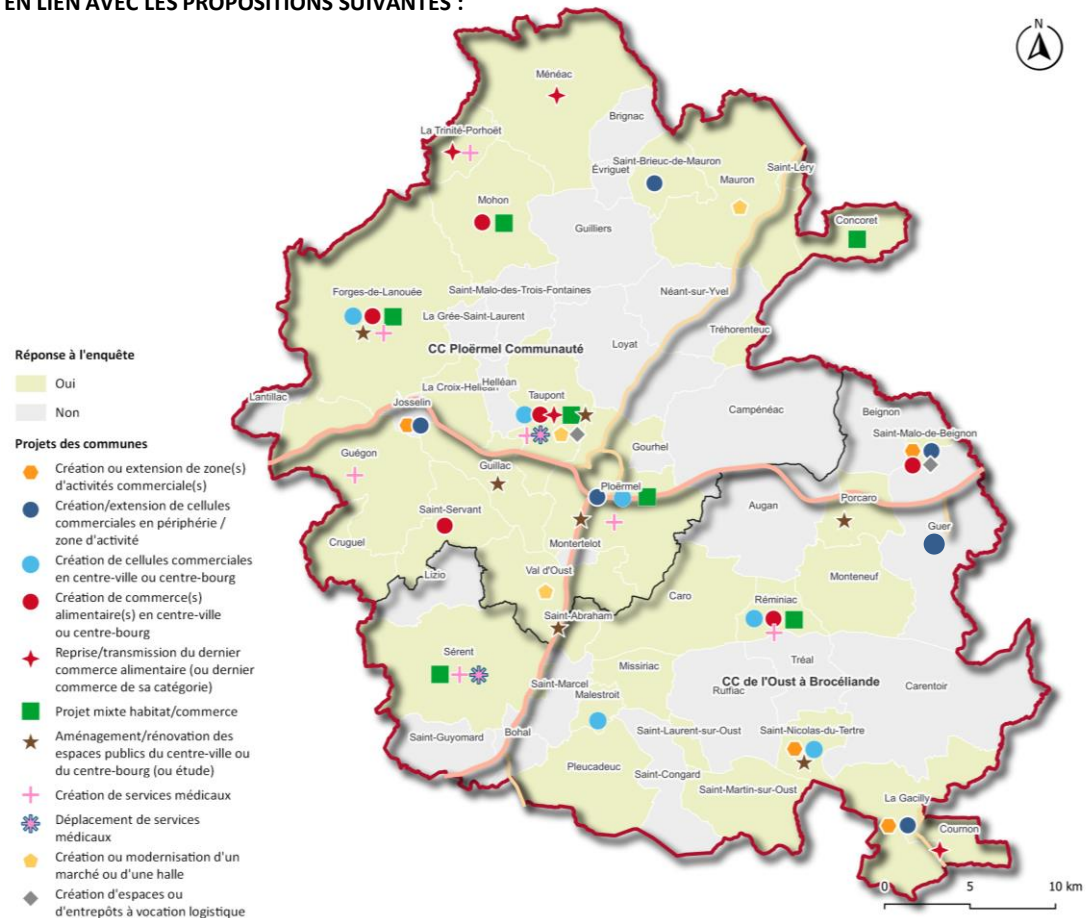 EN LIEN AVEC LES PROPOSITIONS SUIVANTES :
N
Ménéac
Brignac
La Trinité-Porhoët
Saint-Brieuc-de-Mauron
Saint-Léry
Évriguet
Mauron
Mohon
Concoret
Guilliers
Forges-de-Lanouée
Saint-Malo-des-Trois-Fontaines
Néant-sur-Yvel
La Grée-Saint-Laurent
Tréhorenteuc
CC Ploërmel Communauté
Loyat
Helléan
La Croix-Helléan
Lantillac
Josselin
Taupont
Campénéac
Beignon
Saint-Malo-de-Beignon
Gourhel
Guégon
Guillac
Ploërmel
Augan
Porcaro
Saint-Servant
Guer
Cruguel
Montertelot
Lizio
Val d'Oust
Monteneuf
Caro
Réminiac
Saint-Abraham
Sérent
Missiriac
Tréal
CC de l'Oust à Brocéliande
Saint-Marcel
Malestroit
Ruffiac
Carentoir
Saint-Guyomard
Bohal
Saint-Laurent-sur-Oust
Saint-Nicolas-du-Tertre
Pleucadeuc
Saint-Congard
Saint-Martin-sur-Oust
La Gacilly
Cournon
0 5 10 km
Réponse à l'enquête
Oui
Non
Projets des communes
Création ou extension de zone(s)
d'activités commerciale(s)
Création/extension de cellules
commerciales en périphérie /
zone d'activité
Création de cellules commerciales
en centre-ville ou centre-bourg
Création de commerce(s)
alimentaire(s) en centre-ville
ou centre-bourg
Reprise/transmission du dernier
commerce alimentaire (ou dernier
commerce de sa catégorie)
Projet mixte habitat/commerce
Aménagement/rénovation des
espaces publics du centre-ville ou
du centre-bourg (ou étude)
Création de services médicaux
Déplacement de services
médicaux
Création ou modernisation d'un
marché ou d'une halle
Création d'espaces ou
d'entrepôts à vocation logistique